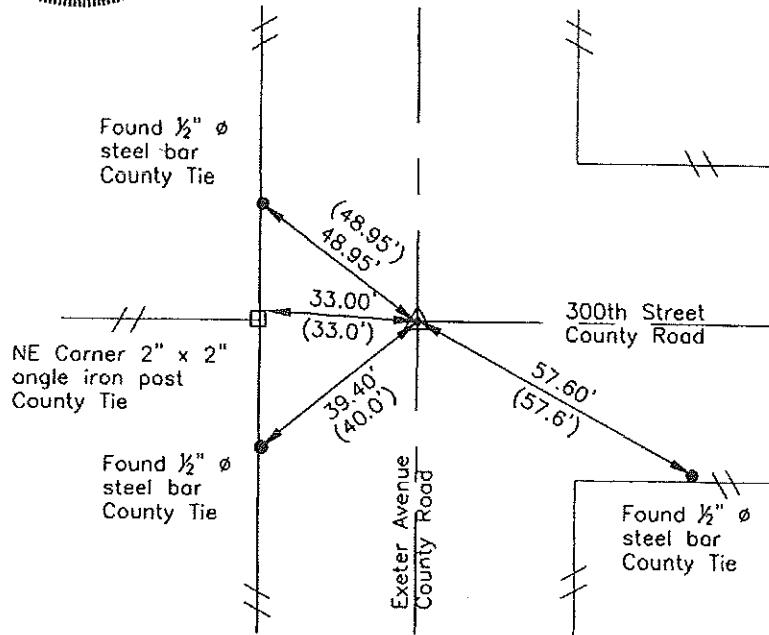 Found ½" ø
steel bar
County Tie
(48.95')
48.95'
33.00'
(33.0')
300th Street
County Road
NE Corner 2" x 2"
angle iron post
County Tie
39.40'
(40.0')
57.60'
(57.6')
Found ½" ø
steel bar
County Tie
Exeter Avenue
County Road
Found ½" ø
steel bar
County Tie